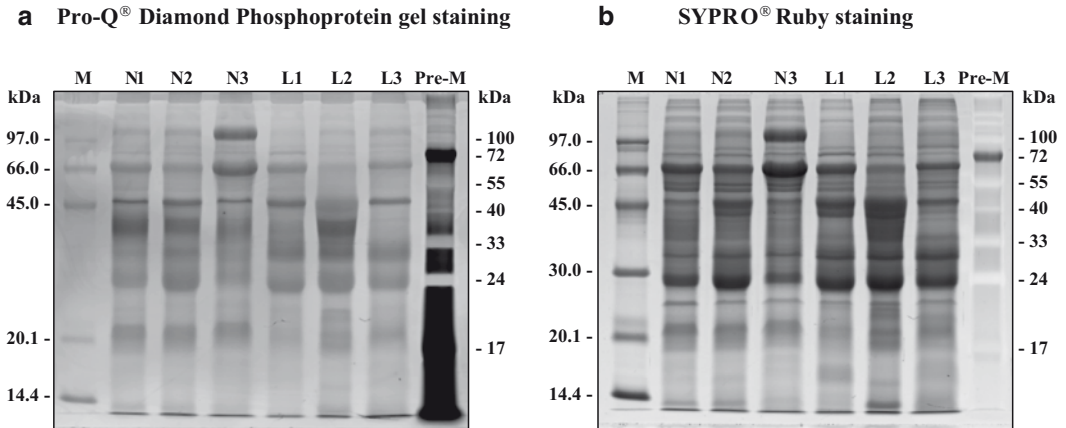 a Pro-Q® Diamond Phosphoprotein gel staining
M N1 N2 N3 L1 L2 L3 Pre-M
kDa kDa
97.0 - - 100
- 72
66.0 -
- 55
45.0 - - 40
- 33
- 24
20.1 - - 17
14.4 -
b SYPRO® Ruby staining
M N1 N2 N3 L1 L2 L3 Pre-M
kDa kDa
97.0 - - 100
- 72
66.0 -
- 55
45.0 - - 40
- 33
30.0 - - 24
20.1 - - 17
14.4 -